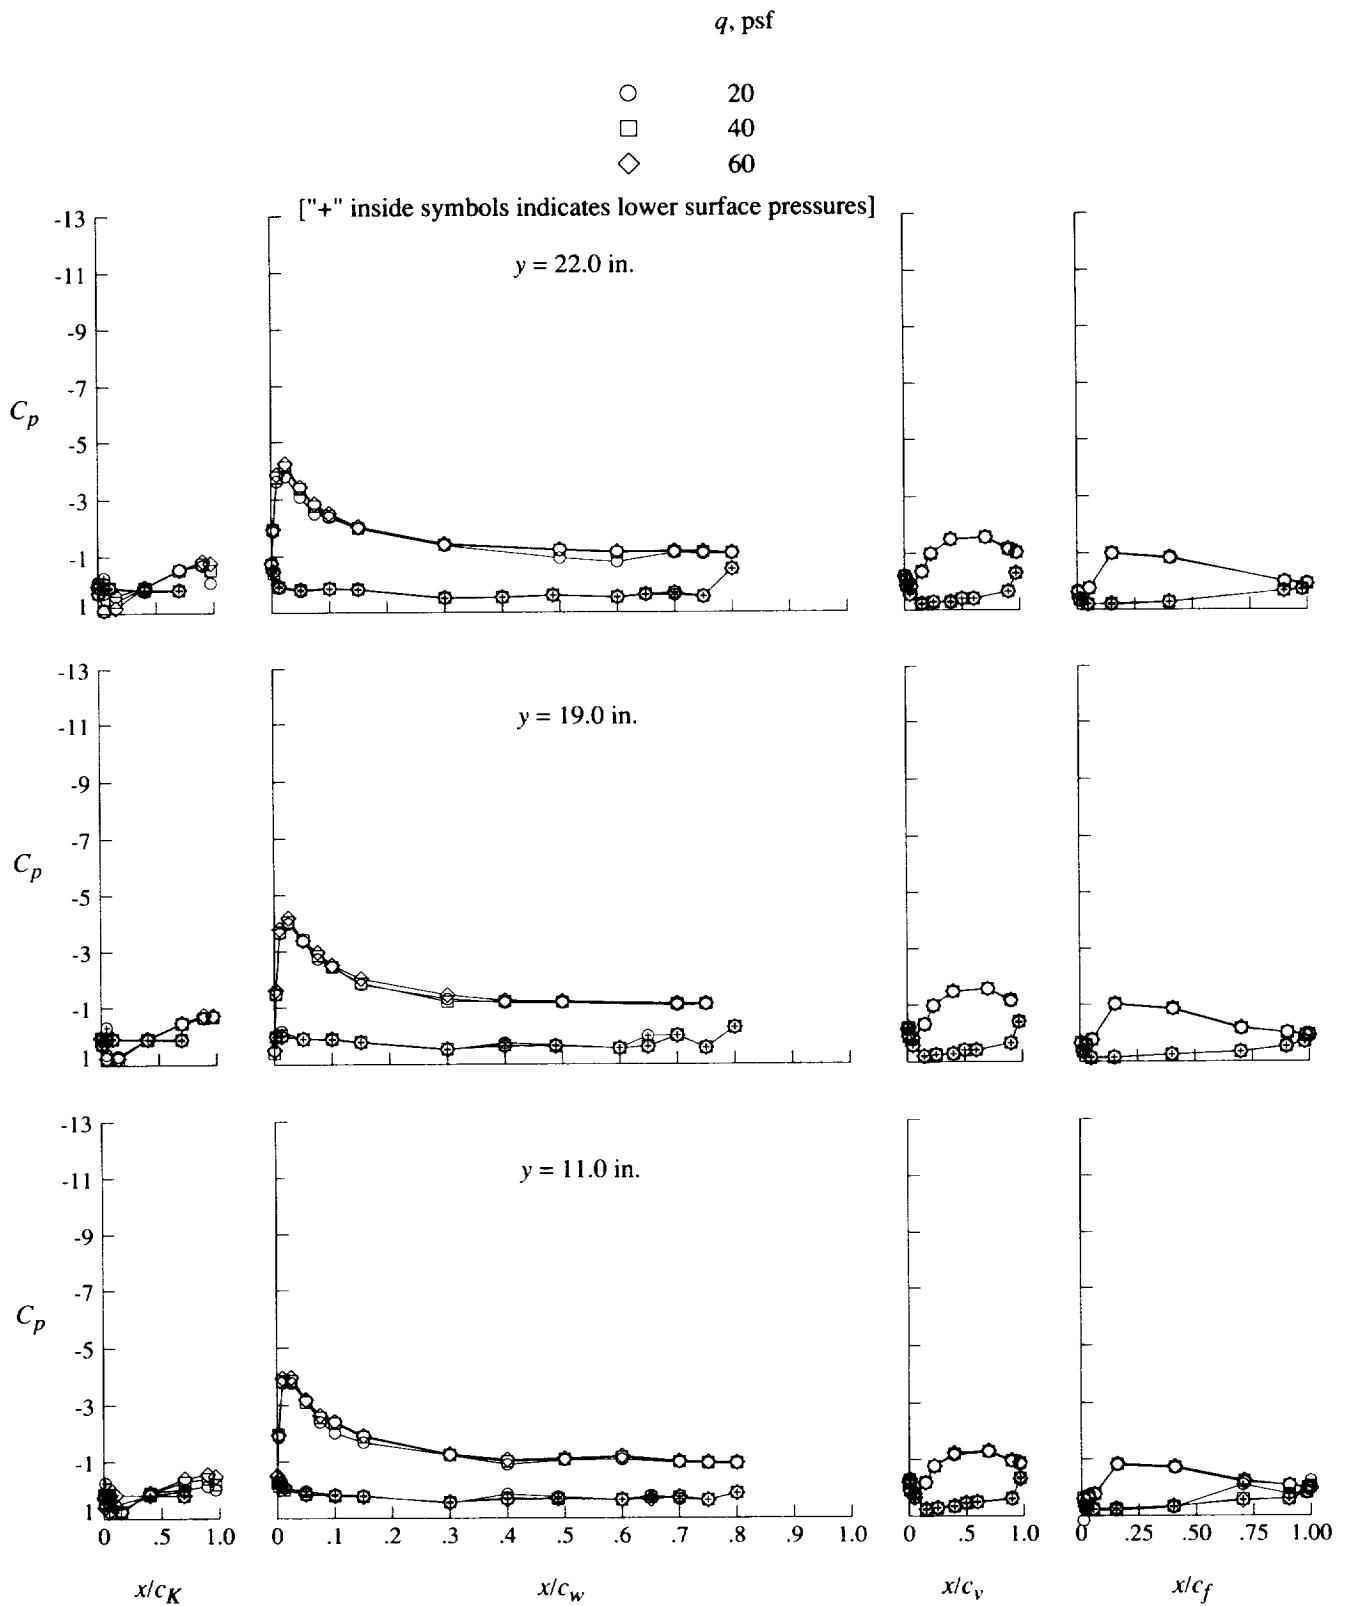 q, psf
20
40
60
["+" inside symbols indicates lower surface pressures]
y = 22.0 in.
-13
-11
-9
-7
-5
-3
-1
1
C_p
y = 19.0 in.
-13
-11
-9
-7
-5
-3
-1
1
C_p
y = 11.0 in.
-13
-11
-9
-7
-5
-3
-1
1
C_p
0 .5 1.0
0 .1 .2 .3 .4 .5 .6 .7 .8 1.0
0 .5 1.0
0 .25 .50 .75 1.00
x/c_K
x/c_w
x/c_v
x/c_f